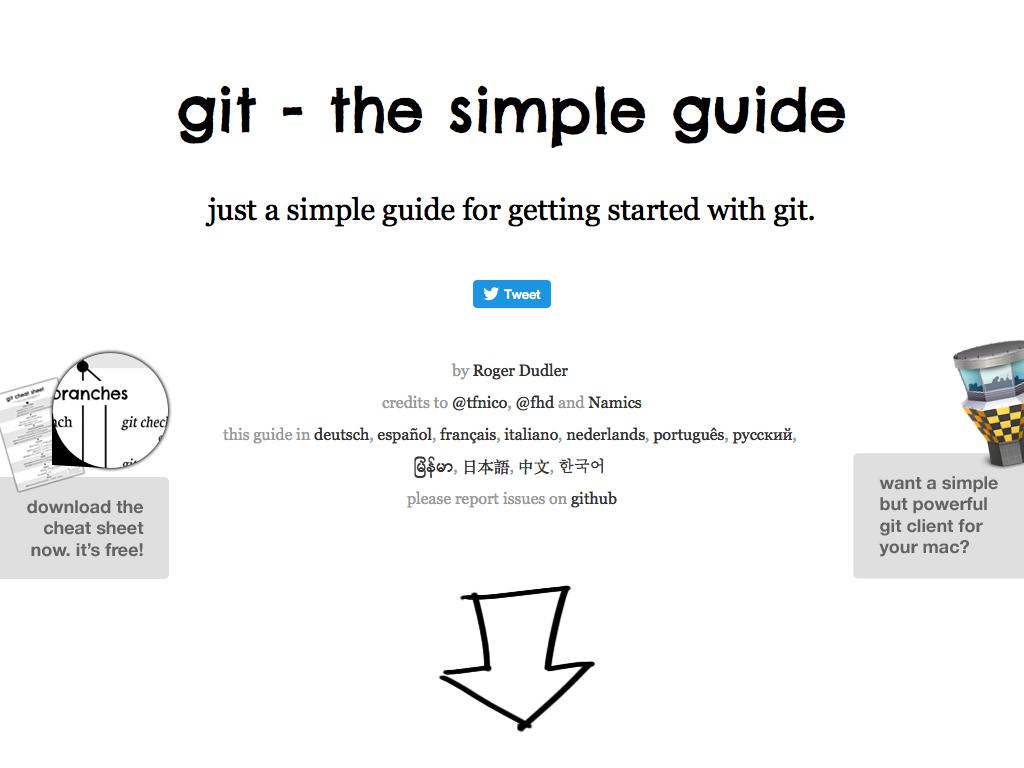 git - the simple guide
just a simple guide for getting started with git.
Tweet
by Roger Dudler
credits to @tfnico, @fhd and Namics
this guide in deutsch, español, français, italiano, nederlands, português, русский,
မြန်မာ, 日本語, 中文, 한국어
please report issues on github
git cheat sheet
branches
git chec
download the
cheat sheet
now. it's free!
want a simple
but powerful
git client for
your mac?